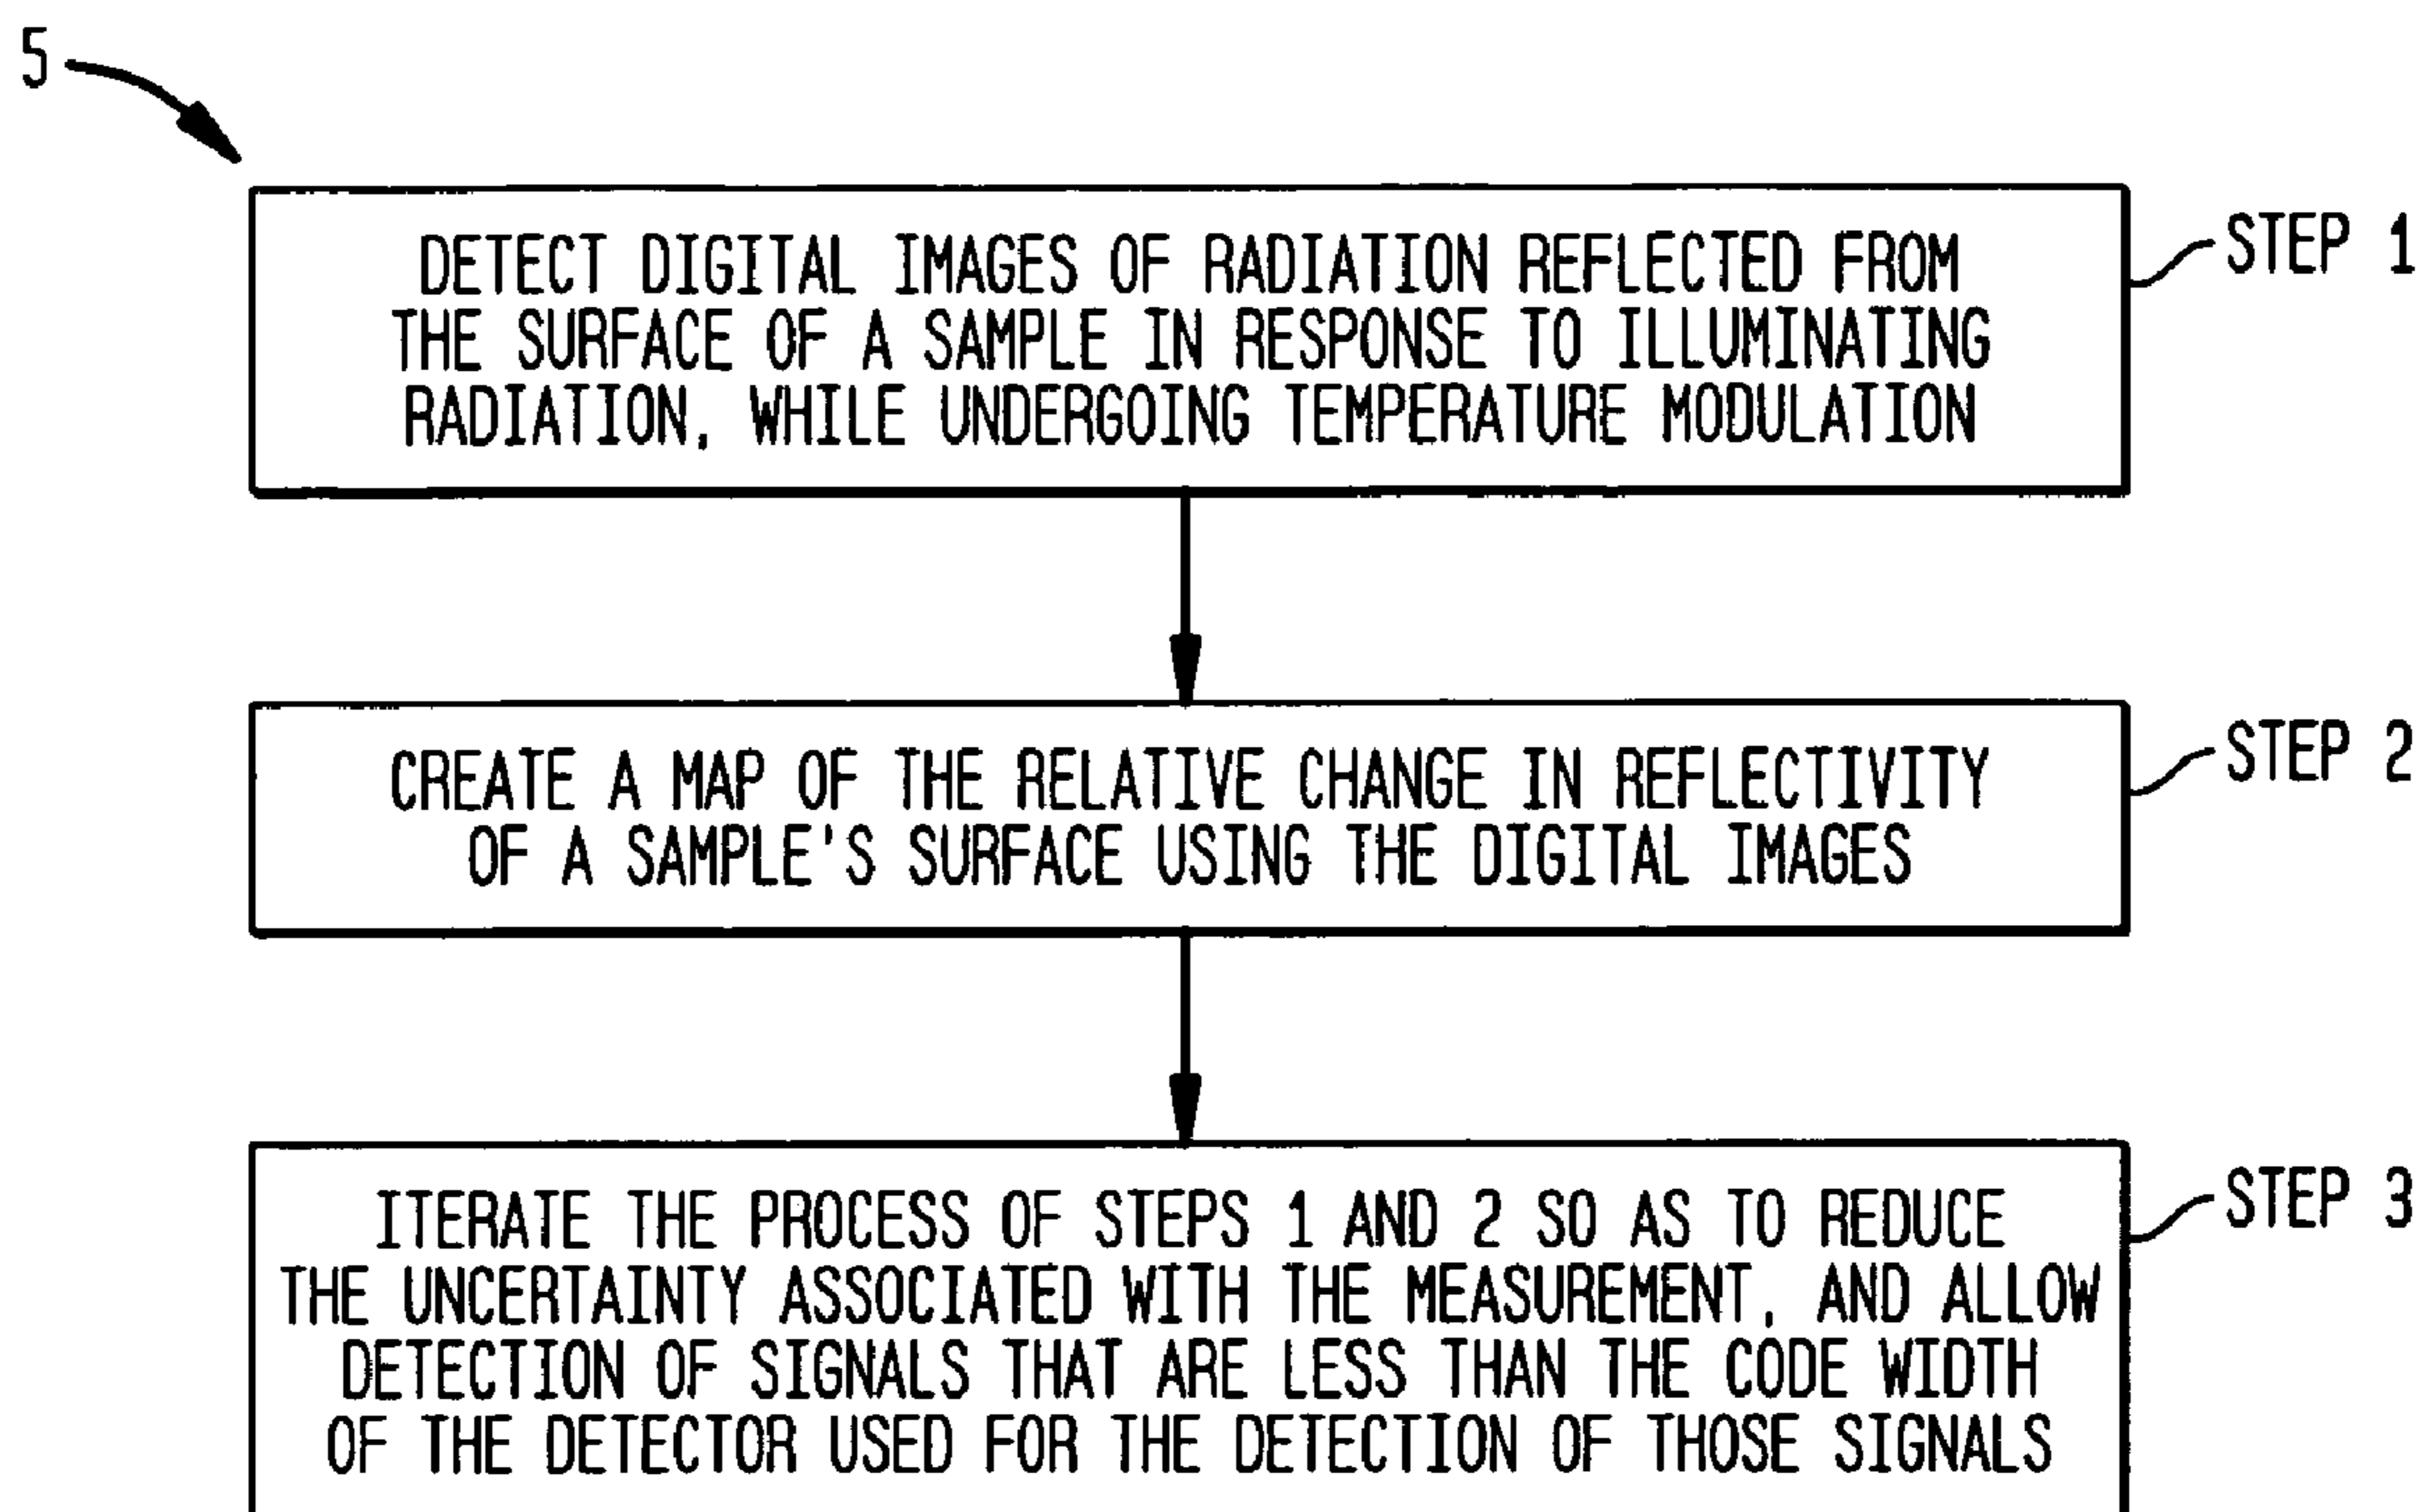 5
DETECT DIGITAL IMAGES OF RADIATION REFLECTED FROM
THE SURFACE OF A SAMPLE IN RESPONSE TO ILLUMINATING
RADIATION, WHILE UNDERGOING TEMPERATURE MODULATION
STEP 1
CREATE A MAP OF THE RELATIVE CHANGE IN REFLECTIVITY
OF A SAMPLE'S SURFACE USING THE DIGITAL IMAGES
STEP 2
ITERATE THE PROCESS OF STEPS 1 AND 2 SO AS TO REDUCE
THE UNCERTAINTY ASSOCIATED WITH THE MEASUREMENT, AND ALLOW
DETECTION OF SIGNALS THAT ARE LESS THAN THE CODE WIDTH
OF THE DETECTOR USED FOR THE DETECTION OF THOSE SIGNALS
STEP 3